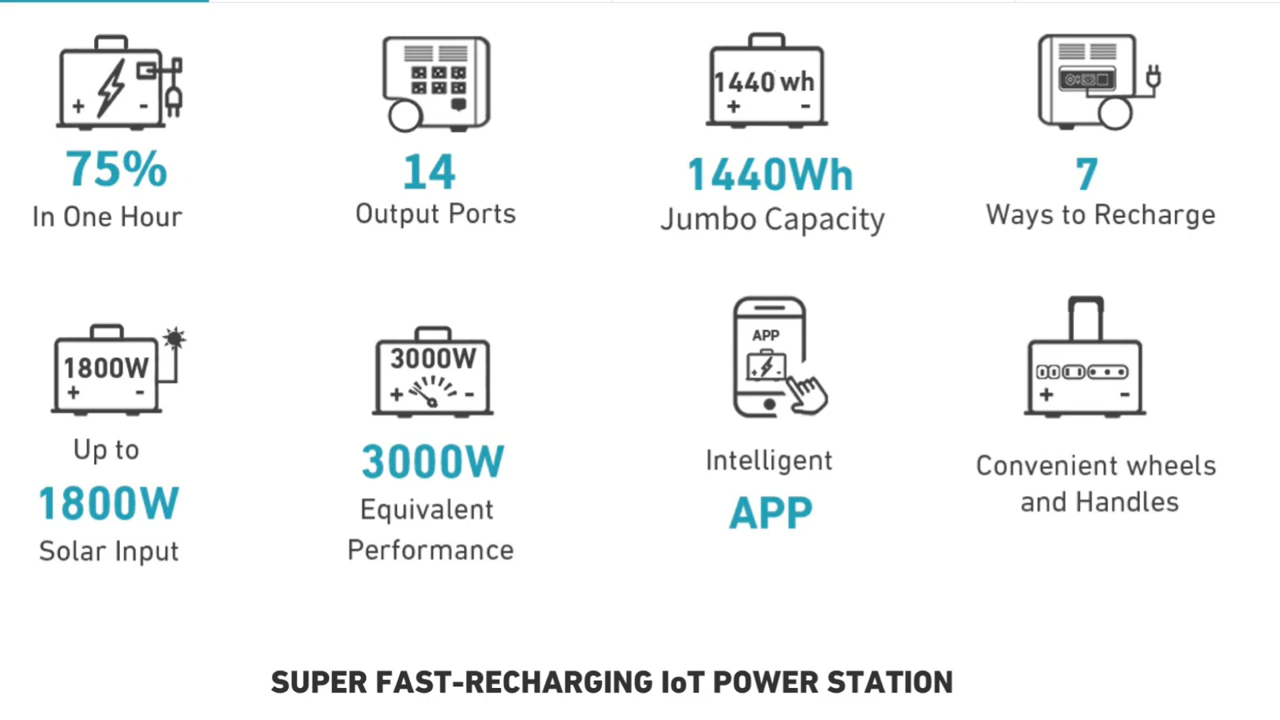 1440 wh
+ -
+ -
75%
14
1440Wh
7
In One Hour
Output Ports
Jumbo Capacity
Ways to Recharge
1800W
+ -
3000W
+ -
APP
+ -
+ -
Up to
1800W
Solar Input
3000W
Equivalent
Performance
Intelligent
APP
Convenient wheels
and Handles
SUPER FAST-RECHARGING IoT POWER STATION